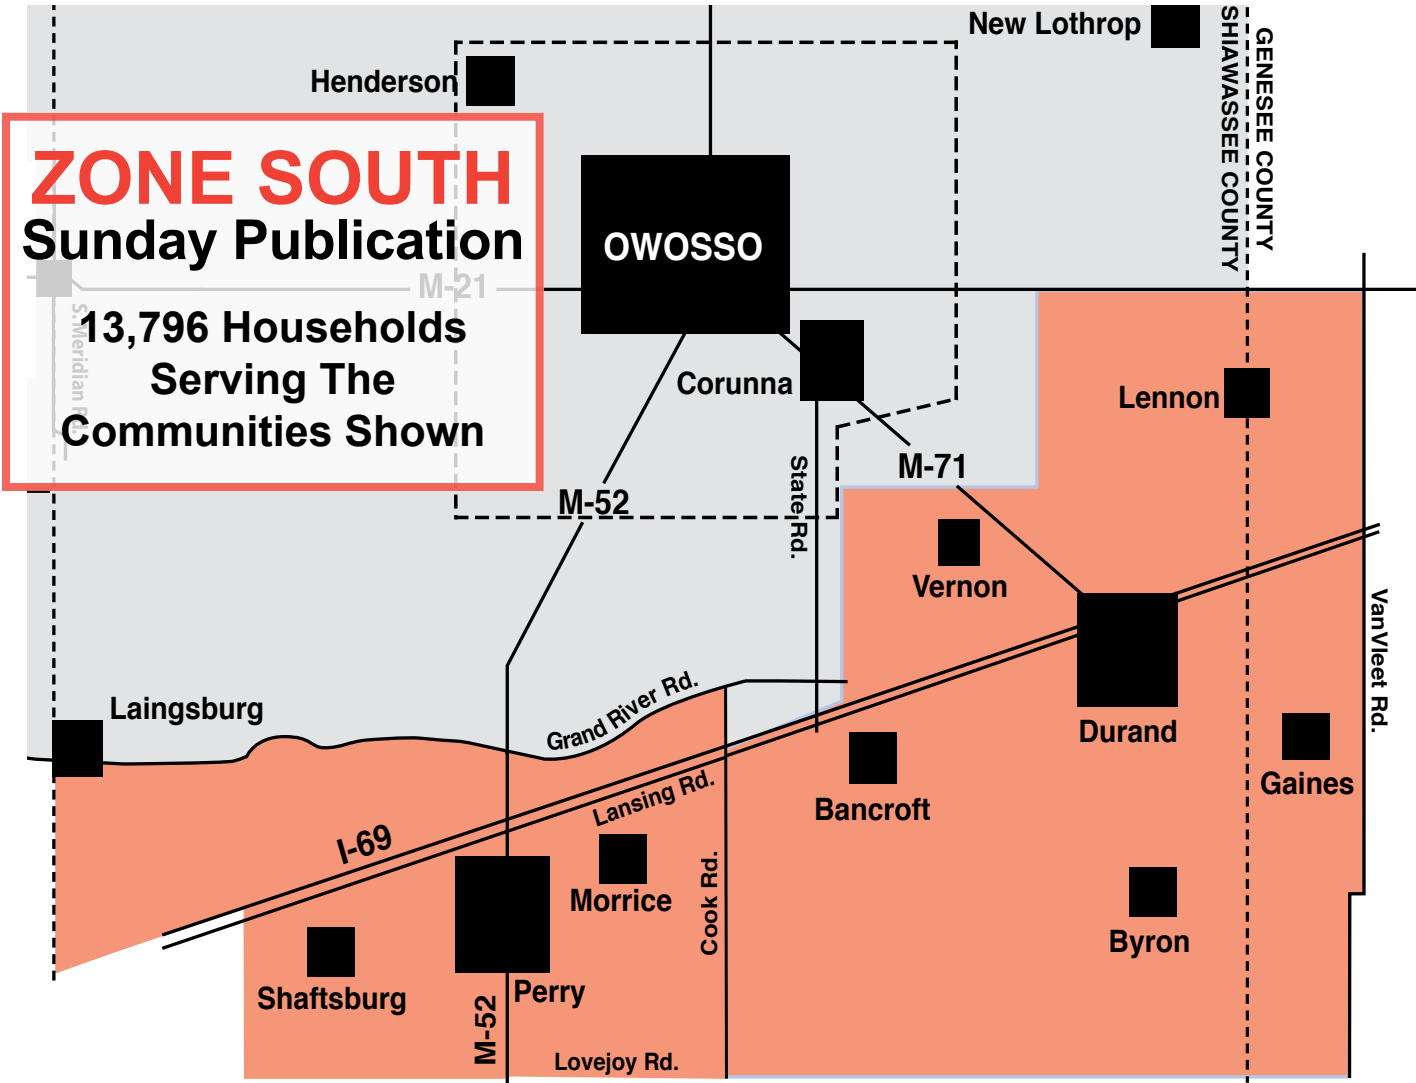 New Lothrop
SHIAWASSEE COUNTY
GENESEE COUNTY
Henderson
ZONE SOUTH
Sunday Publication
OWOSSO
M-21
S.Meridian Rd.
13,796 Households
Serving The
Communities Shown
Corunna
Lennon
State Rd.
M-71
M-52
Vernon
VanVleet Rd.
Laingsburg
Grand River Rd.
Durand
Gaines
Lansing Rd.
Bancroft
I-69
Morrice
Cook Rd.
Byron
Shaftsburg
Perry
M-52
Lovejoy Rd.